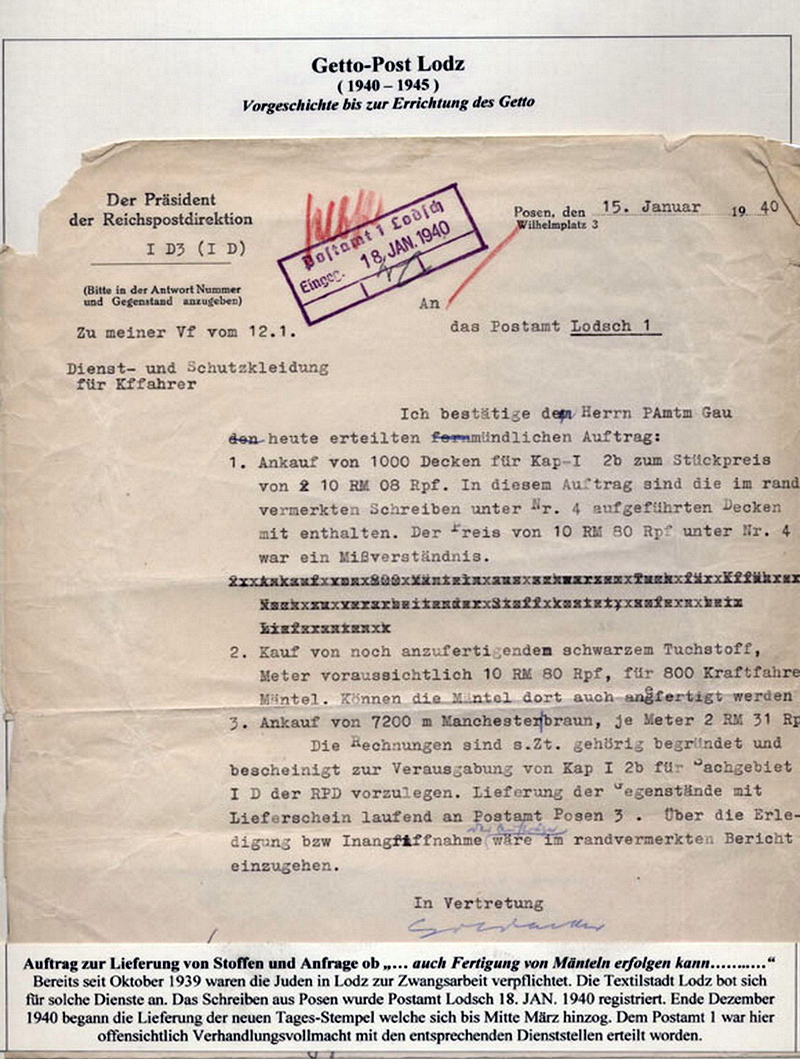 Getto-Post Lodz
( 1940 – 1945 )
Vorgeschichte bis zur Errichtung des Getto
Der Präsident
der Reichspostdirektion
I D3 (I D)
(Bitte in der Antwort Nummer
und Gegenstand anzugeben)
Zu meiner Vf vom 12.1.
Dienst- und Schutzkleidung
für Kffahrer
Postamt 1 Lodsch
Eingeg. 18. JAN. 1940
Posen, den 15. Januar 19 40
Wilhelmplatz 3
An
das Postamt Lodsch 1
Ich bestätige dem Herrn PAmtm Gau
den heute erteilten fernmündlichen Auftrag:
1. Ankauf von 1000 Decken für Kap-I 2b zum Stückpreis
von 2 10 RM 08 Rpf. In diesem Auftrag sind die im rand
vermerkten Schreiben unter Nr. 4 aufgeführten Decken
mit enthalten. Der Preis von 10 RM 80 Rpf unter Nr. 4
war ein Mißverständnis.
2. Kauf von noch anzufertigendem schwarzem Tuchstoff,
Meter voraussichtlich 10 RM 80 Rpf, für 800 Kraftfahre
Mäntel. Können die Mäntel dort auch angefertigt werden
3. Ankauf von 7200 m Manchester braun, je Meter 2 RM 31 Rp
Die Rechnungen sind s.Zt. gehörig begründet und
bescheinigt zur Verausgabung von Kap I 2b für Sachgebiet
I D der RPD vorzulegen. Lieferung der Gegenstände mit
Lieferschein laufend an Postamt Posen 3 . Über die Erle-
digung bzw Inangriffnahme wäre im randvermerkten Bericht
einzugehen.
In Vertretung
Auftrag zur Lieferung von Stoffen und Anfrage ob „… auch Fertigung von Mänteln erfolgen kann………."
Bereits seit Oktober 1939 waren die Juden in Lodz zur Zwangsarbeit verpflichtet. Die Textilstadt Lodz bot sich
für solche Dienste an. Das Schreiben aus Posen wurde Postamt Lodsch 18. JAN. 1940 registriert. Ende Dezember
1940 begann die Lieferung der neuen Tages-Stempel welche sich bis Mitte März hinzog. Dem Postamt 1 war hier
offensichtlich Verhandlungsvollmacht mit den entsprechenden Dienststellen erteilt worden.